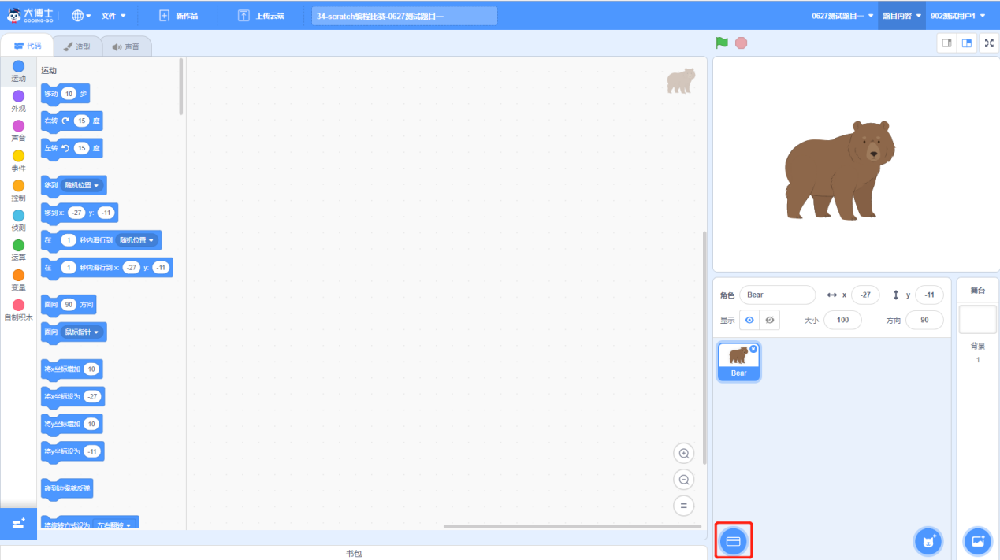 犬博士
CODING-GO
文件
新作品
上传云端
34-scratch编程比赛-0627测试题目一
0627测试题目一
题目内容
902测试用户1
代码
造型
声音
运动
外观
声音
事件
控制
侦测
运算
变量
自制积木
运动
移动 10 步
右转 15 度
左转 15 度
移到 随机位置
移到 x: -27 y: -11
在 1 秒内滑行到 随机位置
在 1 秒内滑行到 x: -27 y: -11
面向 90 方向
面向 鼠标指针
将x坐标增加 10
将x坐标设为 -27
将y坐标增加 10
将y坐标设为 -11
碰到边缘就反弹
将旋转方式设为 左右翻转
书包
角色 Bear x -27 y -11
显示 大小 100 方向 90
Bear
舞台
背景
1